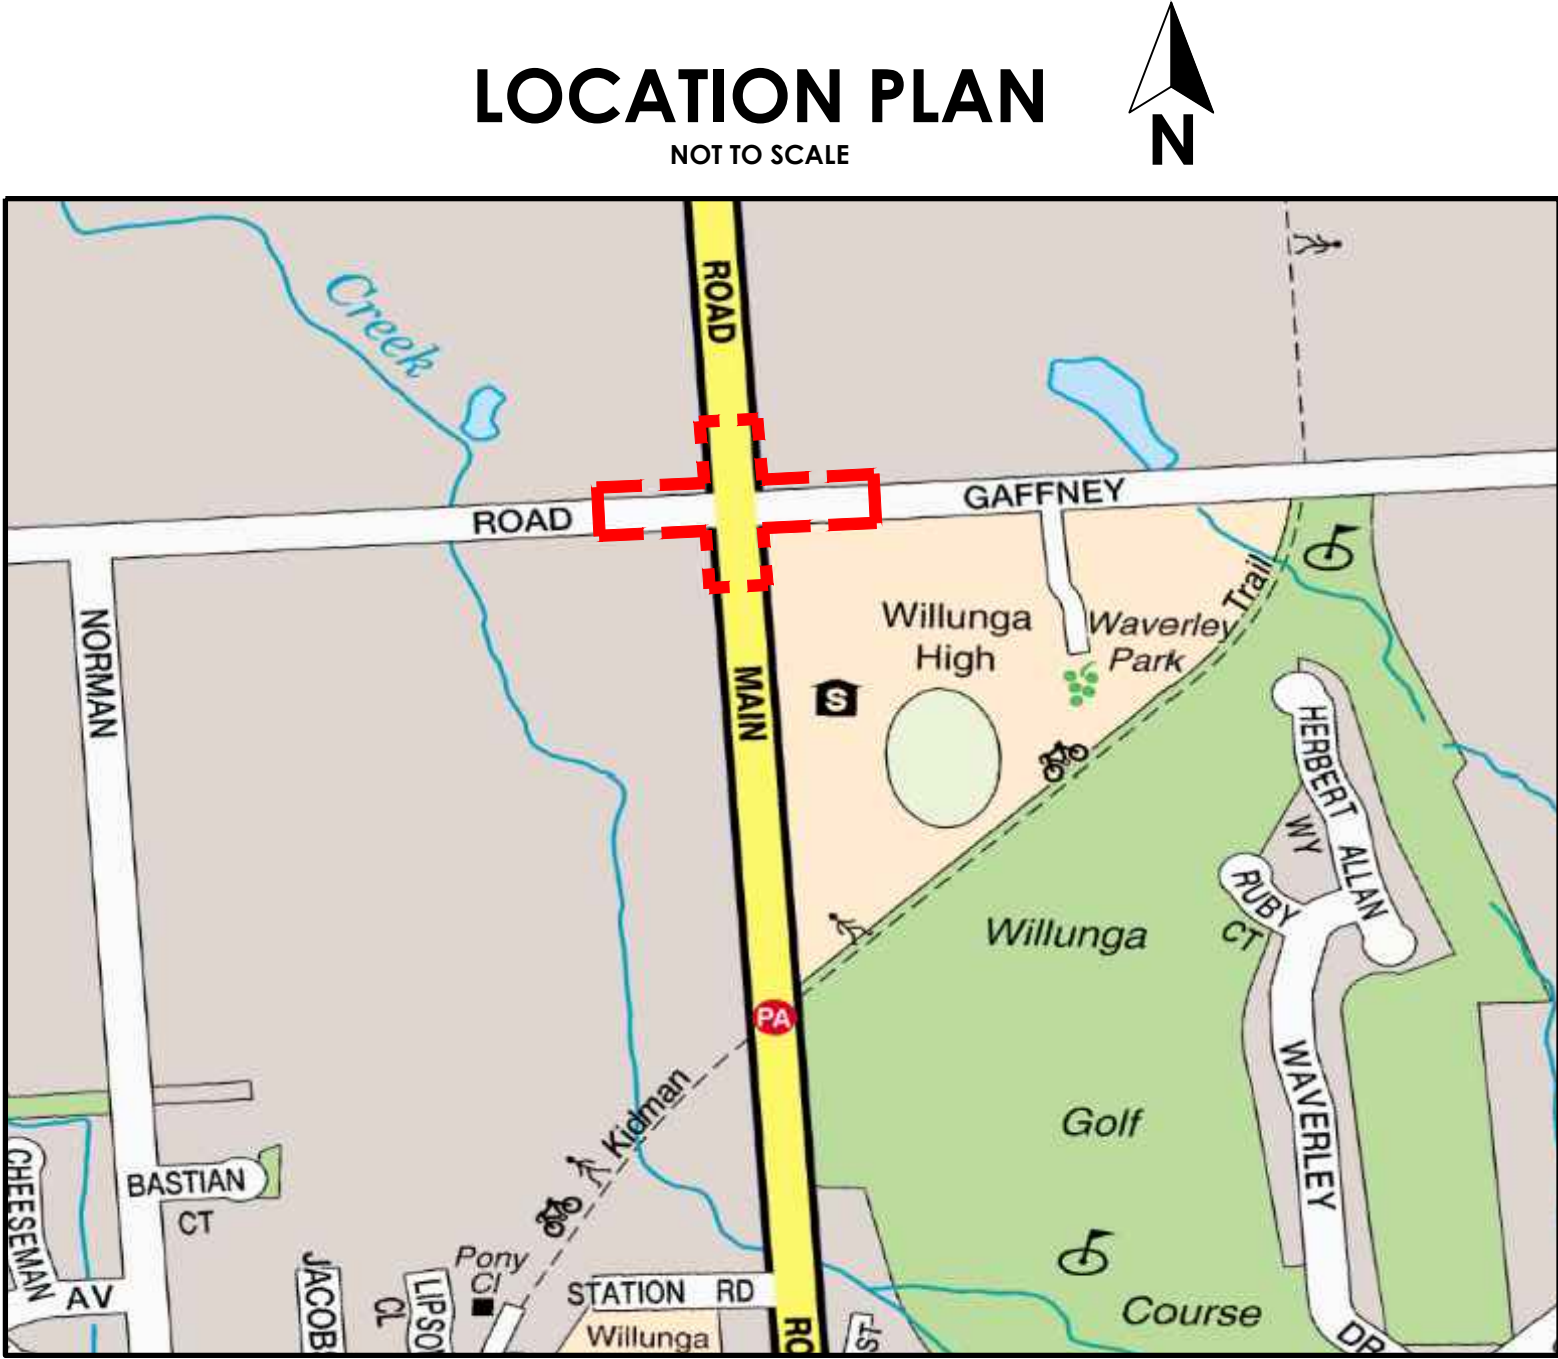 LOCATION PLAN
N
NOT TO SCALE
ROAD
Creek
GAFFNEY
ROAD
Trail
Willunga
High
Waverley
Park
NORMAN
MAIN
S
HERBERT ALLAN
WY
RUBY
CT
Willunga
PA
WAVERLEY
Kidman
Golf
CHEESEMAN
BASTIAN
CT
Pony
Cl
JACOBS
LIPSON
CL
AV
STATION RD
Course
Willunga
RO
ST
DR